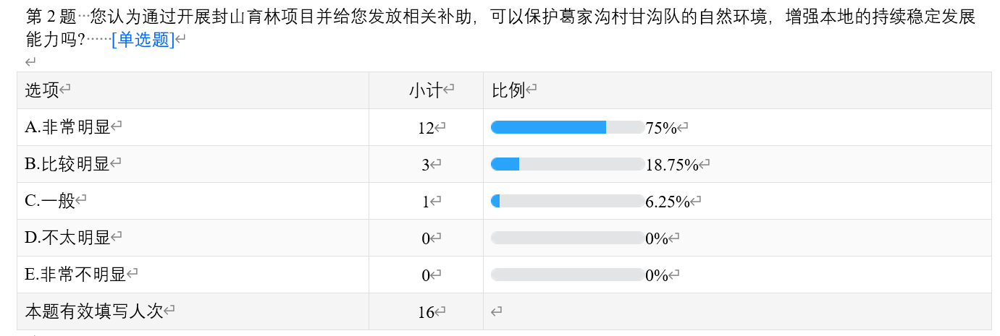 第 2 题···您认为通过开展封山育林项目并给您发放相关补助，可以保护葛家沟村甘沟队的自然环境，增强本地的持续稳定发展
能力吗?······[单选题]↵
↵
选项↵ 小计↵ 比例↵
A.非常明显↵ 12↵ 75%↵
B.比较明显↵ 3↵ 18.75%↵
C.一般↵ 1↵ 6.25%↵
D.不太明显↵ 0↵ 0%↵
E.非常不明显↵ 0↵ 0%↵
本题有效填写人次↵ 16↵ ↵